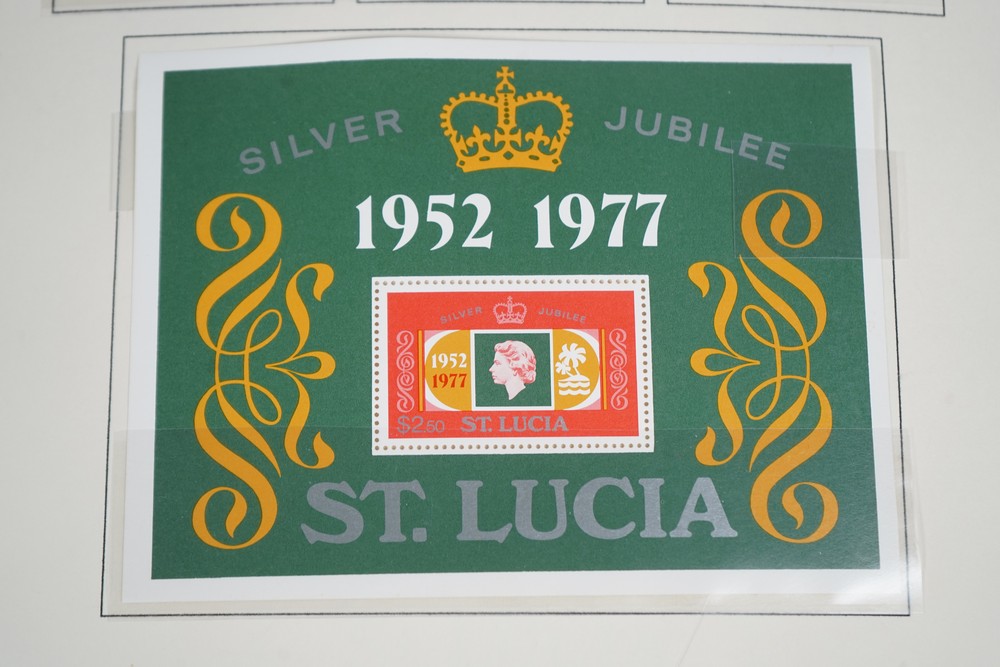 SILVER JUBILEE
1952 1977
SILVER JUBILEE
1952
1977
$2.50 ST. LUCIA
ST. LUCIA